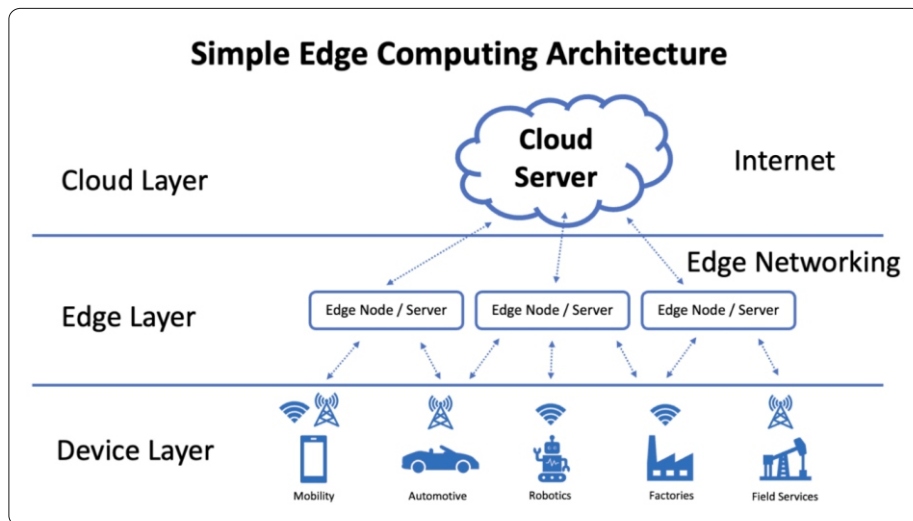 Simple Edge Computing Architecture
Cloud
Server
Cloud Layer
Internet
Edge Networking
Edge Layer
Edge Node / Server
Edge Node / Server
Edge Node / Server
Device Layer
Mobility
Automotive
Robotics
Factories
Field Services